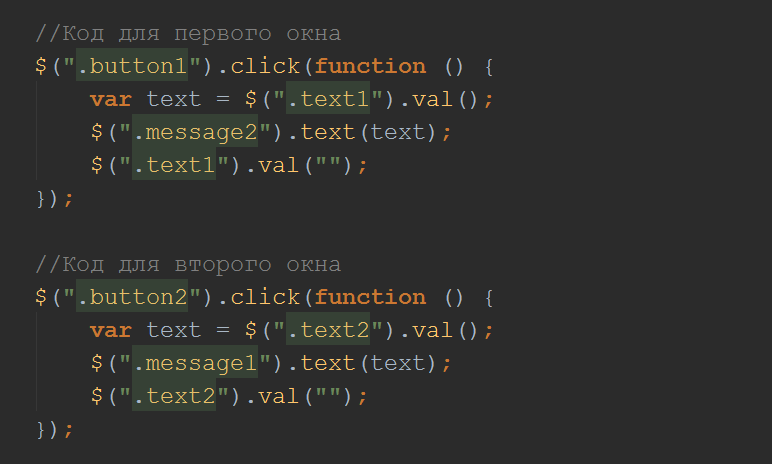 //Код для первого окна
$(".button1").click(function () {
    var text = $(".text1").val();
    $(".message2").text(text);
    $(".text1").val("");
});

//Код для второго окна
$(".button2").click(function () {
    var text = $(".text2").val();
    $(".message1").text(text);
    $(".text2").val("");
});